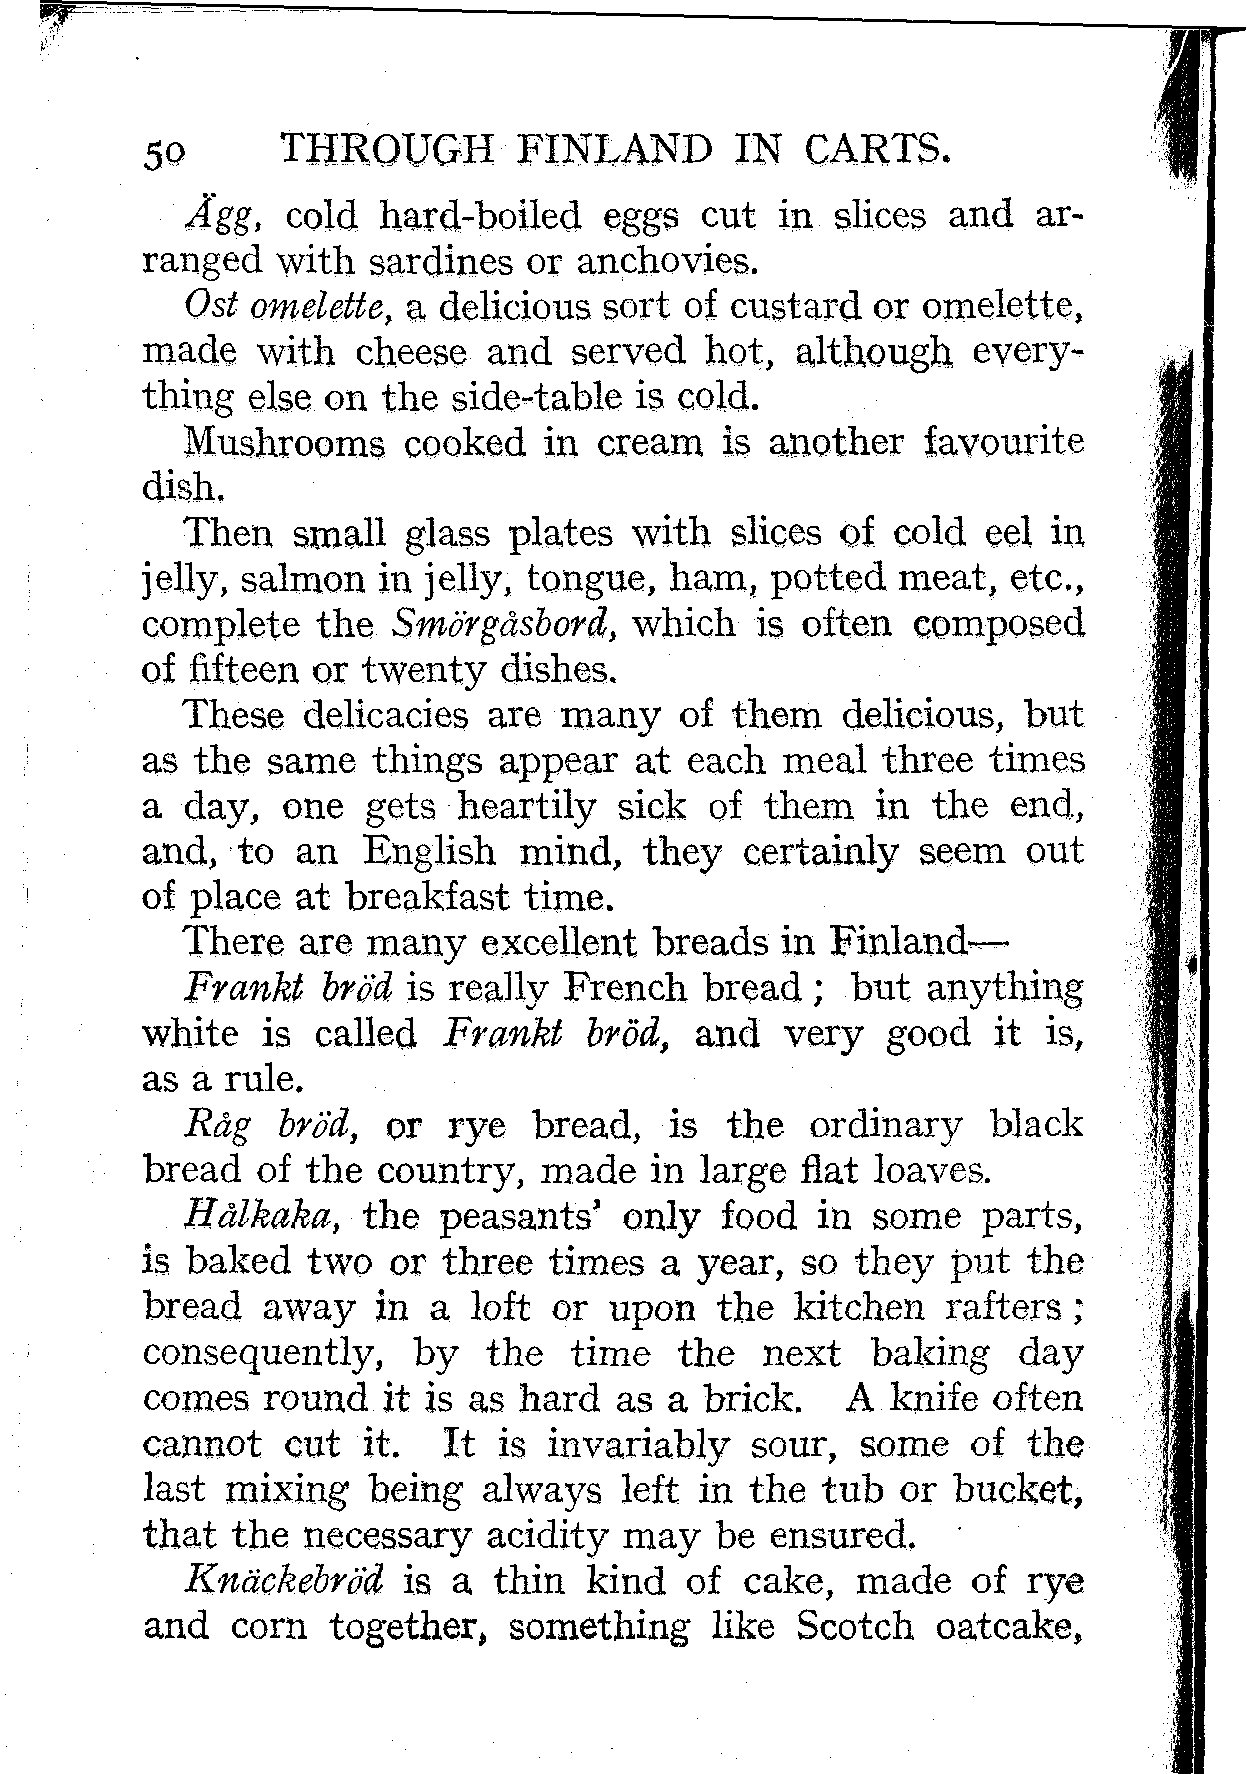 50 THROUGH FINLAND IN CARTS.
Ägg, cold hard-boiled eggs cut in slices and ar-
ranged with sardines or anchovies.
Ost omelette, a delicious sort of custard or omelette,
made with cheese and served hot, although every-
thing else on the side-table is cold.
Mushrooms cooked in cream is another favourite
dish.
Then small glass plates with slices of cold eel in
jelly, salmon in jelly, tongue, ham, potted meat, etc.,
complete the Smörgåsbord, which is often composed
of fifteen or twenty dishes.
These delicacies are many of them delicious, but
as the same things appear at each meal three times
a day, one gets heartily sick of them in the end,
and, to an English mind, they certainly seem out
of place at breakfast time.
There are many excellent breads in Finland—
Frankt bröd is really French bread ; but anything
white is called Frankt bröd, and very good it is,
as a rule.
Råg bröd, or rye bread, is the ordinary black
bread of the country, made in large flat loaves.
Hålkaka, the peasants' only food in some parts,
is baked two or three times a year, so they put the
bread away in a loft or upon the kitchen rafters ;
consequently, by the time the next baking day
comes round it is as hard as a brick. A knife often
cannot cut it. It is invariably sour, some of the
last mixing being always left in the tub or bucket,
that the necessary acidity may be ensured.
Knäckebröd is a thin kind of cake, made of rye
and corn together, something like Scotch oatcake,